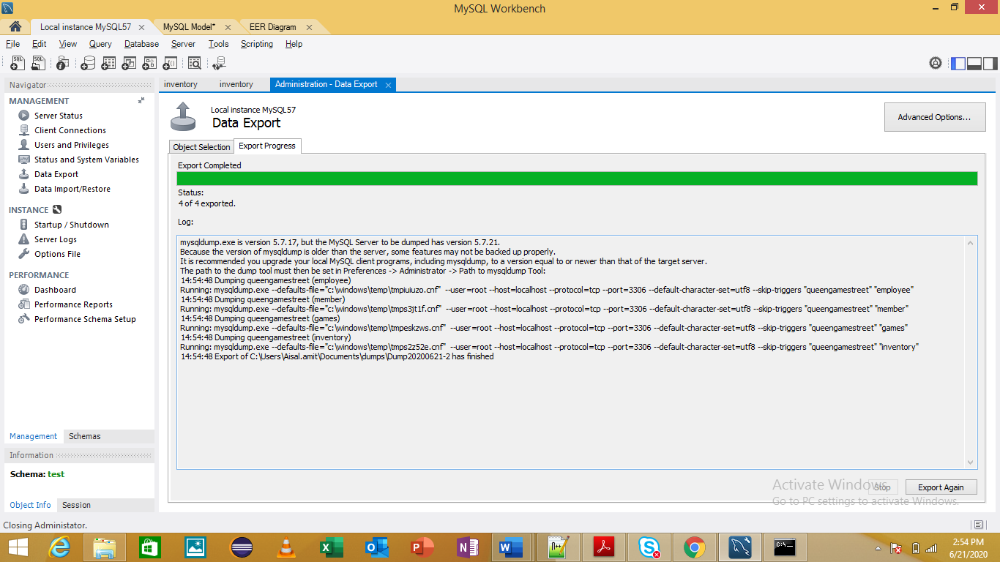 MySQL Workbench
Local instance MySQL57
MySQL Model*
EER Diagram
File Edit View Query Database Server Tools Scripting Help
Navigator
MANAGEMENT
Server Status
Client Connections
Users and Privileges
Status and System Variables
Data Export
Data Import/Restore
INSTANCE
Startup / Shutdown
Server Logs
Options File
PERFORMANCE
Dashboard
Performance Reports
Performance Schema Setup
Management Schemas
Information
Schema: test
Object Info Session
inventory inventory Administration - Data Export
Local instance MySQL57
Data Export
Advanced Options...
Object Selection Export Progress
Export Completed
Status:
4 of 4 exported.
Log:
mysqldump.exe is version 5.7.17, but the MySQL Server to be dumped has version 5.7.21.
Because the version of mysqldump is older than the server, some features may not be backed up properly.
It is recommended you upgrade your local MySQL client programs, including mysqldump, to a version equal to or newer than that of the target server.
The path to the dump tool must then be set in Preferences -> Administrator -> Path to mysqldump Tool:
14:54:48 Dumping queengamestreet (employee)
Running: mysqldump.exe --defaults-file="c:\windows\temp\tmpiuiuzo.cnf" --user=root --host=localhost --protocol=tcp --port=3306 --default-character-set=utf8 --skip-triggers "queengamestreet" "employee"
14:54:48 Dumping queengamestreet (member)
Running: mysqldump.exe --defaults-file="c:\windows\temp\tmps3jt1f.cnf" --user=root --host=localhost --protocol=tcp --port=3306 --default-character-set=utf8 --skip-triggers "queengamestreet" "member"
14:54:48 Dumping queengamestreet (games)
Running: mysqldump.exe --defaults-file="c:\windows\temp\tmpeskzws.cnf" --user=root --host=localhost --protocol=tcp --port=3306 --default-character-set=utf8 --skip-triggers "queengamestreet" "games"
14:54:48 Dumping queengamestreet (inventory)
Running: mysqldump.exe --defaults-file="c:\windows\temp\tmps2z52e.cnf" --user=root --host=localhost --protocol=tcp --port=3306 --default-character-set=utf8 --skip-triggers "queengamestreet" "inventory"
14:54:48 Export of C:\Users\Aisal.amit\Documents\dumps\Dump20200621-2 has finished
Activate Windows
Go to PC settings to activate Windows.
Stop
Export Again
Closing Administator.
2:54 PM
6/21/2020